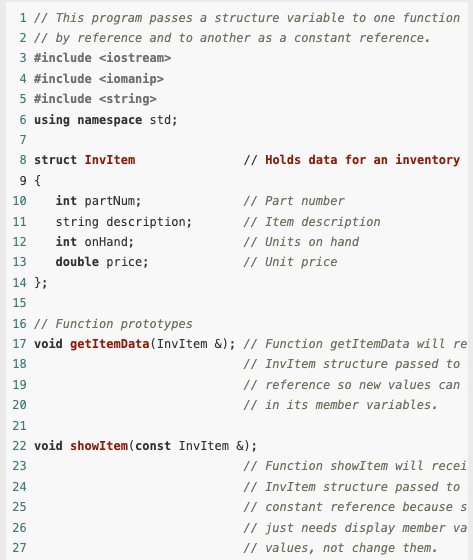 1 // This program passes a structure variable to one function
2 // by reference and to another as a constant reference.
3 #include <iostream>
4 #include <iomanip>
5 #include <string>
6 using namespace std;
7
8 struct InvItem // Holds data for an inventory
9 {
10 int partNum; // Part number
11 string description; // Item description
12 int onHand; // Units on hand
13 double price; // Unit price
14 };
15
16 // Function prototypes
17 void getItemData(InvItem &); // Function getItemData will re
18 // InvItem structure passed to
19 // reference so new values can
20 // in its member variables.
21
22 void showItem(const InvItem &);
23 // Function showItem will recei
24 // InvItem structure passed to
25 // constant reference because s
26 // just needs display member va
27 // values, not change them.